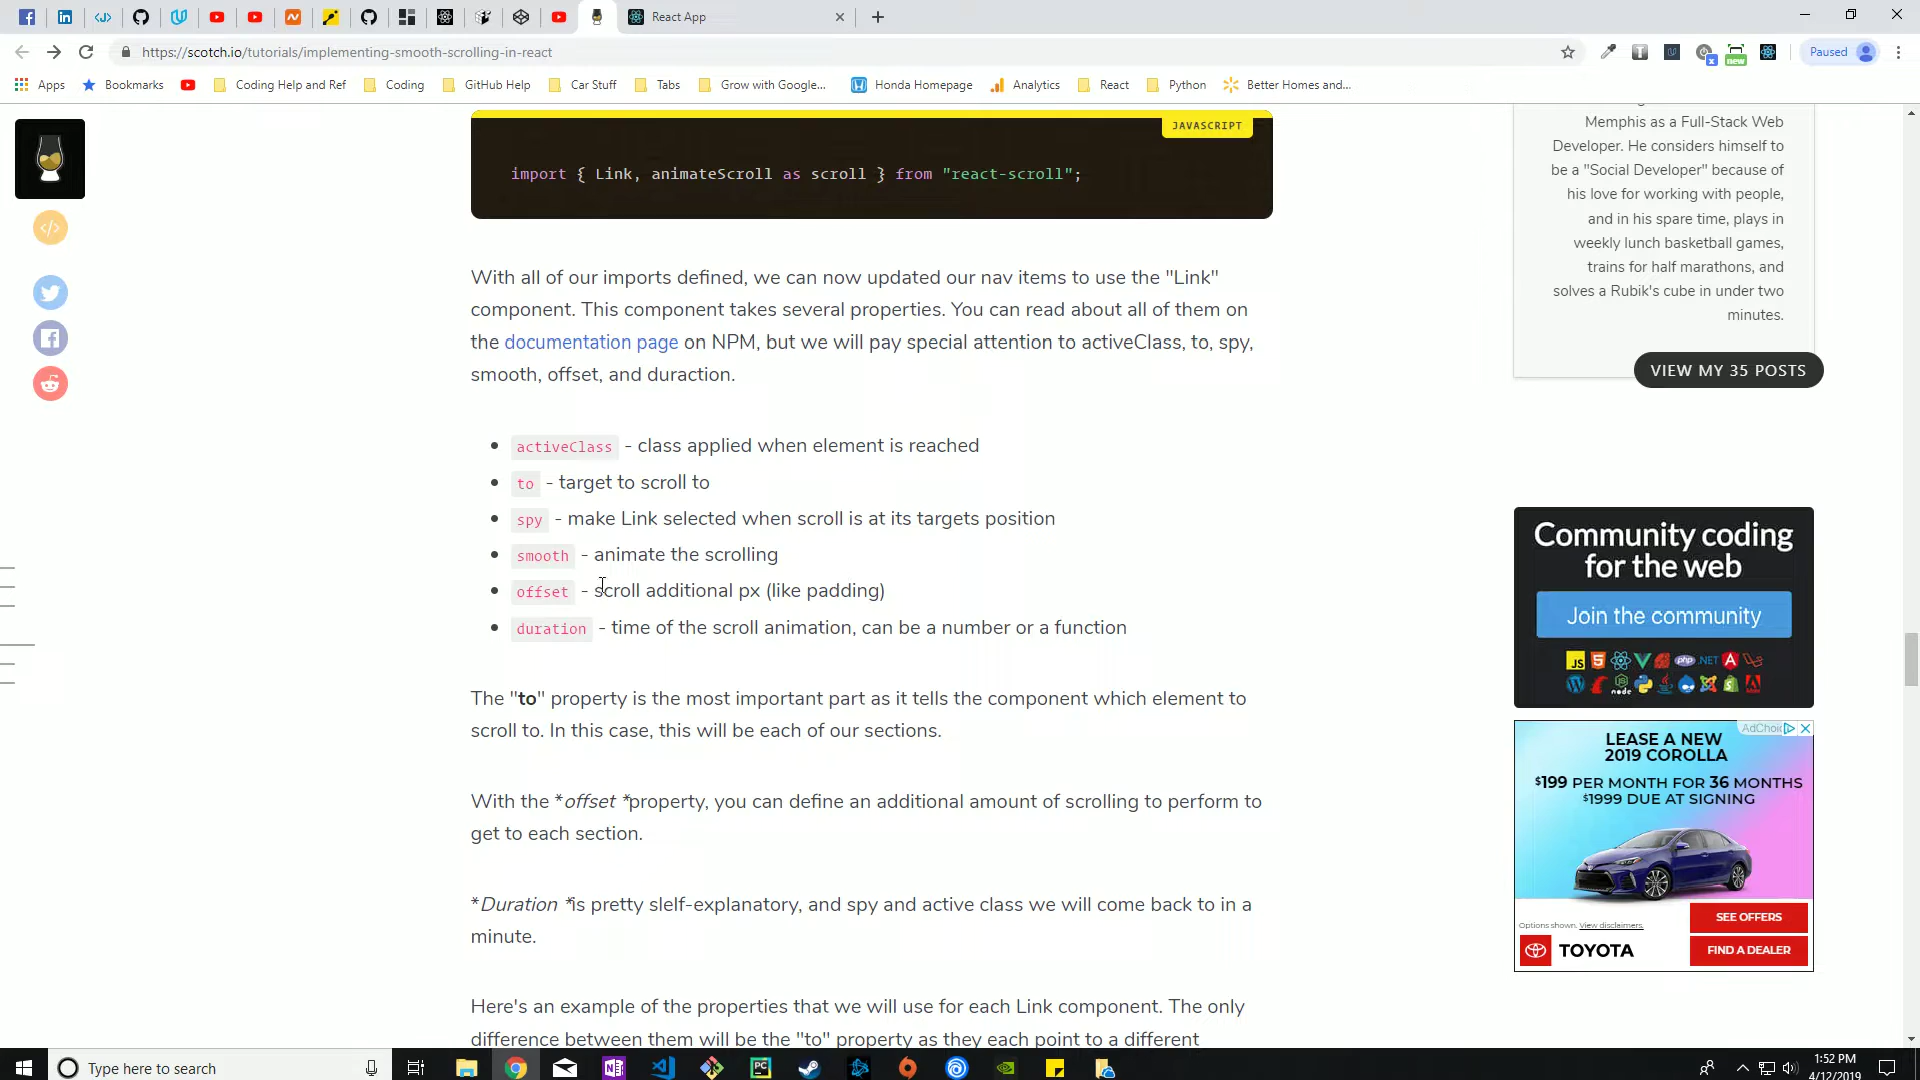 React App
https://scotch.io/tutorials/implementing-smooth-scrolling-in-react
Paused
new
Apps
Bookmarks
Coding Help and Ref
Coding
GitHub Help
Car Stuff
Tabs
Grow with Google...
Honda Homepage
Analytics
React
Python
Better Homes and...
JAVASCRIPT
import { Link, animateScroll as scroll } from "react-scroll";
With all of our imports defined, we can now updated our nav items to use the "Link"
component. This component takes several properties. You can read about all of them on
the documentation page on NPM, but we will pay special attention to activeClass, to, spy,
smooth, offset, and duraction.
activeClass - class applied when element is reached
to - target to scroll to
spy - make Link selected when scroll is at its targets position
smooth - animate the scrolling
offset - scroll additional px (like padding)
duration - time of the scroll animation, can be a number or a function
The "to" property is the most important part as it tells the component which element to
scroll to. In this case, this will be each of our sections.
With the *offset *property, you can define an additional amount of scrolling to perform to
get to each section.
*Duration *is pretty slelf-explanatory, and spy and active class we will come back to in a
minute.
Here's an example of the properties that we will use for each Link component. The only
difference between them will be the "to" property as they each point to a different
Memphis as a Full-Stack Web
Developer. He considers himself to
be a "Social Developer" because of
his love for working with people,
and in his spare time, plays in
weekly lunch basketball games,
trains for half marathons, and
solves a Rubik's cube in under two
minutes.
VIEW MY 35 POSTS
Community coding
for the web
Join the community
JS
php
.NET
node
AdChoi
LEASE A NEW
2019 COROLLA
$199 PER MONTH FOR 36 MONTHS
$1999 DUE AT SIGNING
Options shown. View disclaimers.
SEE OFFERS
TOYOTA
FIND A DEALER
Type here to search
PC
1:52 PM
4/12/2019